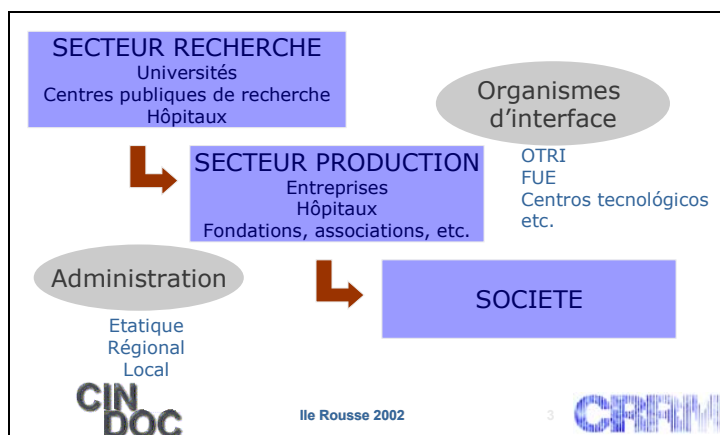 SECTEUR RECHERCHE
Universités
Centres publiques de recherche
Hôpitaux
Organismes
d'interface
OTRI
FUE
Centros tecnológicos
etc.
SECTEUR PRODUCTION
Entreprises
Hôpitaux
Fondations, associations, etc.
Administration
Etatique
Régional
Local
SOCIETE
CIN
DOC
Ile Rousse 2002
3
CRRM